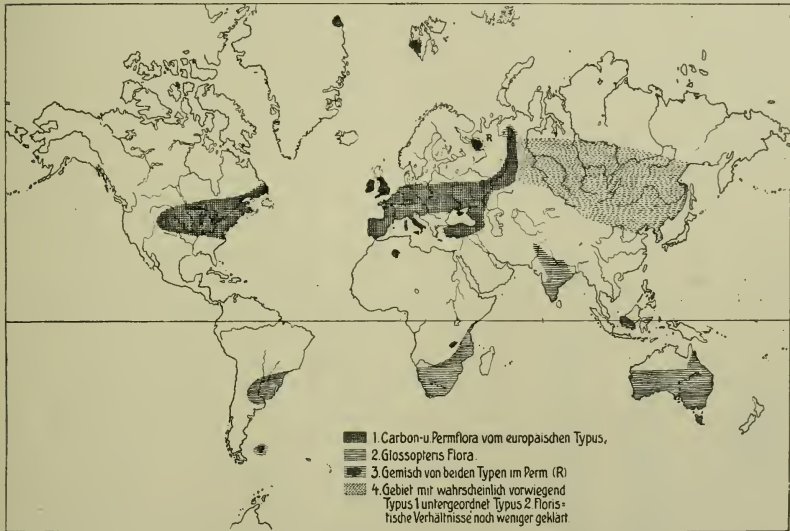 R
1. Carbon-u. Permflora vom europäischen Typus,
2. Glossopteris Flora.
3. Gemisch von beiden Typen im Perm (R)
4. Gebiet mit wahrscheinlich vorwiegend
Typus 1 untergeordnet Typus 2 Floris=
tische Verhältnisse noch weniger geklärt